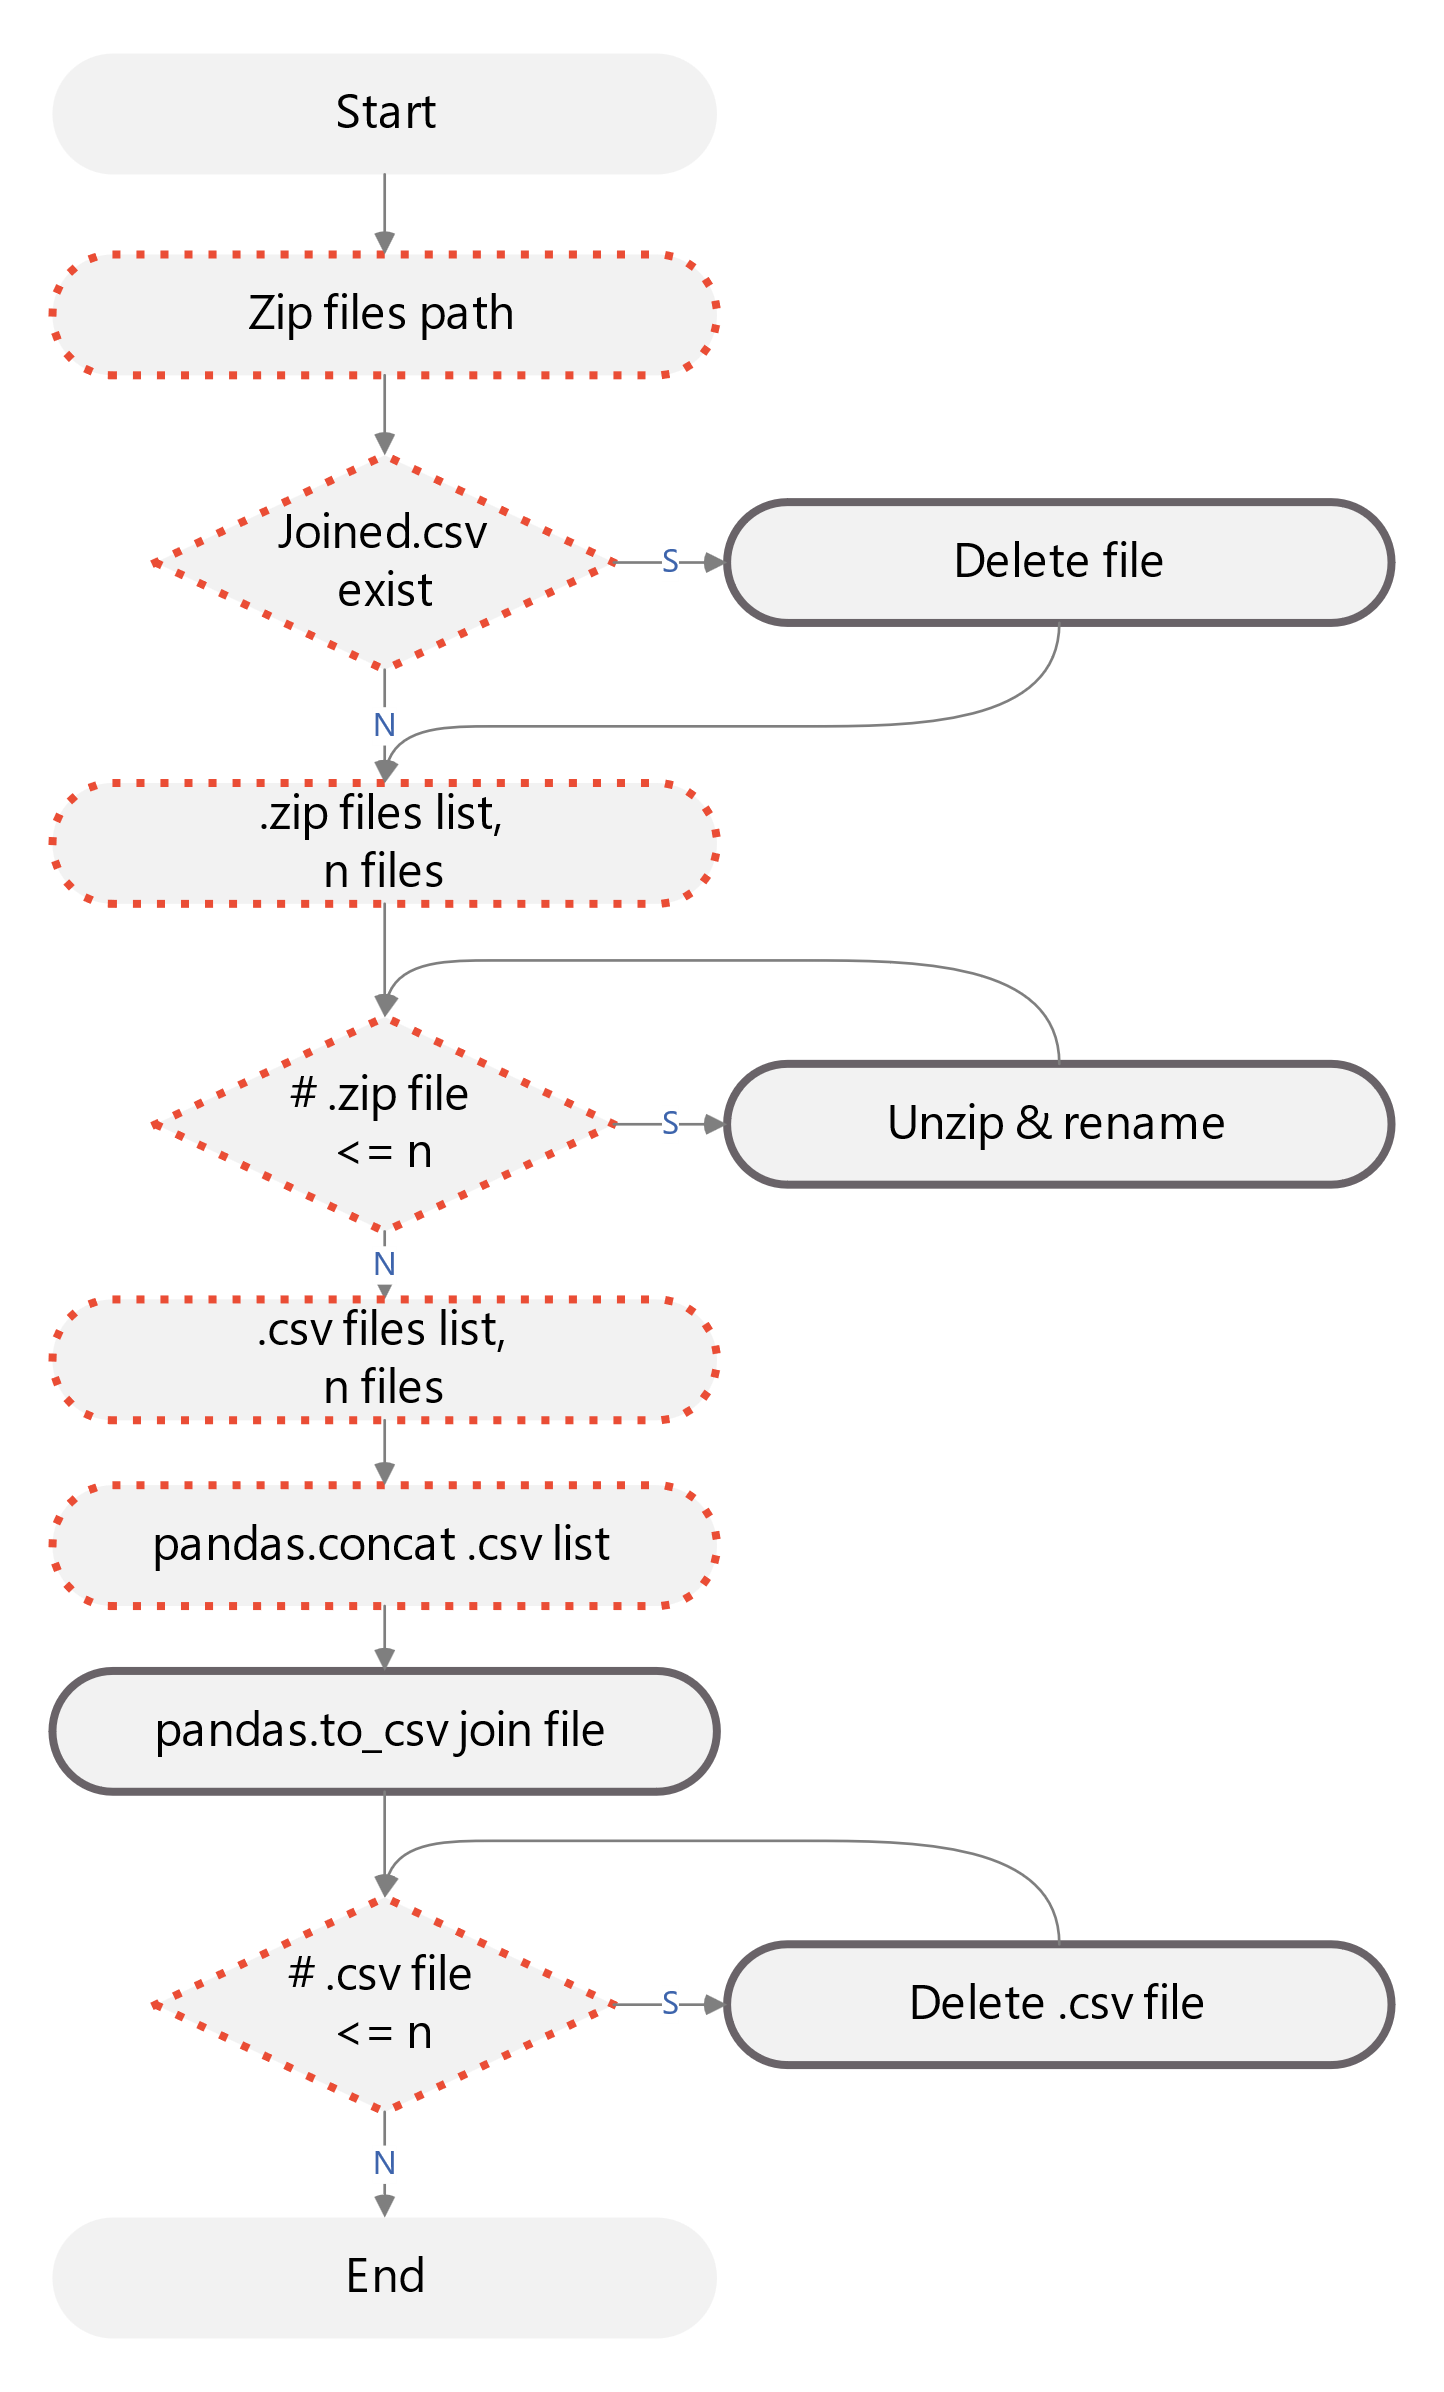 Start
Zip files path
Joined.csv
exist
S
Delete file
N
.zip files list,
n files
# .zip file
<= n
S
Unzip & rename
N
.csv files list,
n files
pandas.concat .csv list
pandas.to_csv join file
# .csv file
<= n
S
Delete .csv file
N
End